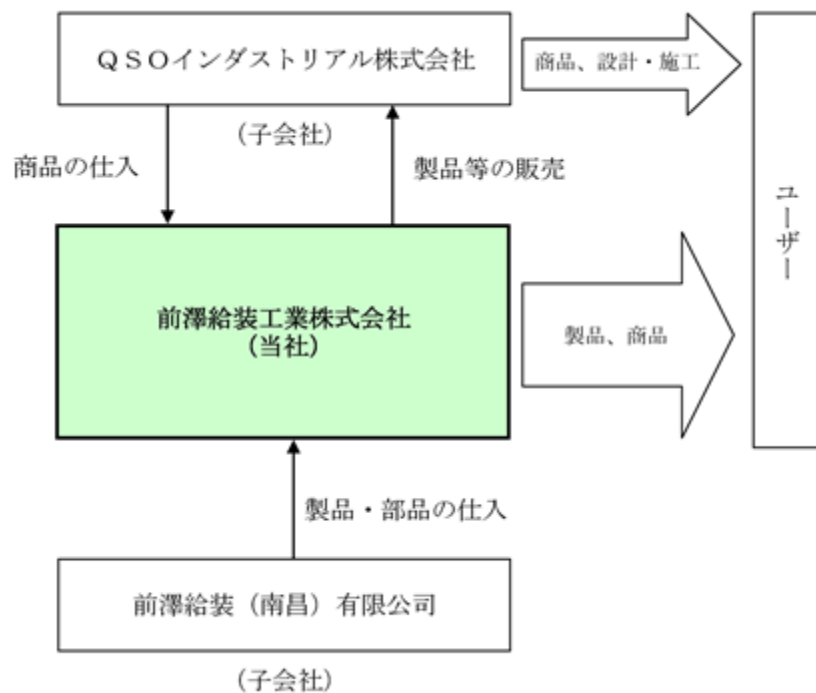 ＱＳＯインダストリアル株式会社
商品、設計・施工
（子会社）
商品の仕入
製品等の販売
ユーザー
前澤給装工業株式会社
（当社）
製品、商品
製品・部品の仕入
前澤給装（南昌）有限公司
（子会社）